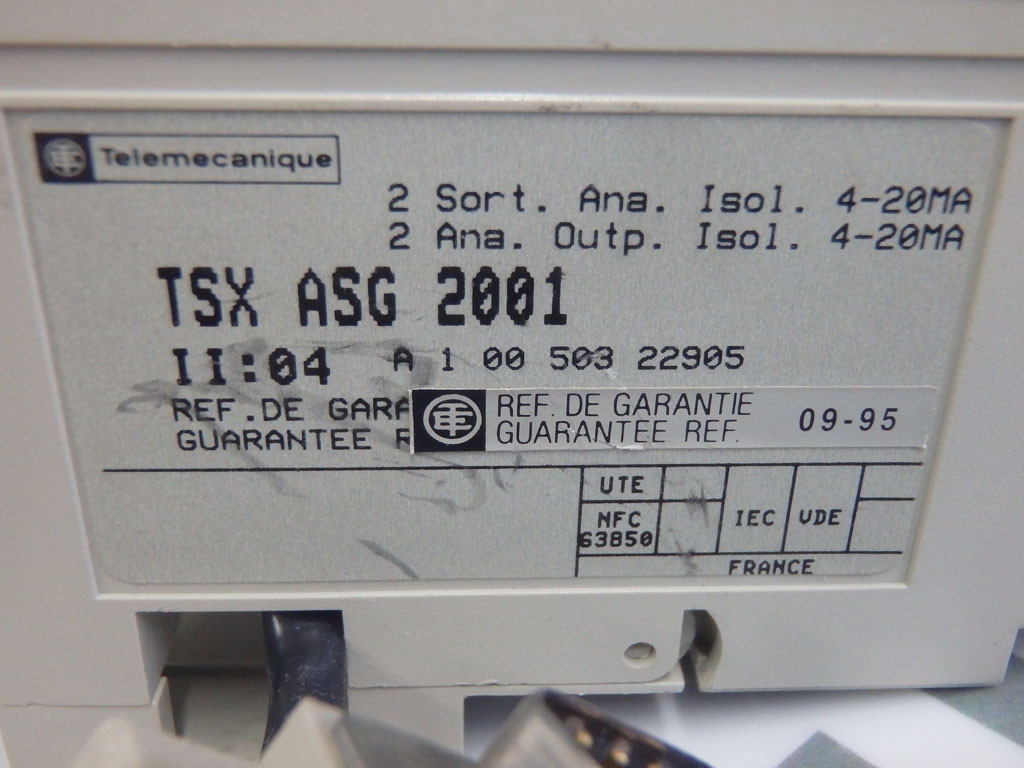 Telemecanique
2 Sort. Ana. Isol. 4-20MA
2 Ana. Outp. Isol. 4-20MA
TSX ASG 2001
II:04 A 1 00 503 22905
REF.DE GARA
GUARANTEE R
REF. DE GARANTIE
GUARANTEE REF. 09-95
UTE
NFC
63850
IEC VDE
FRANCE